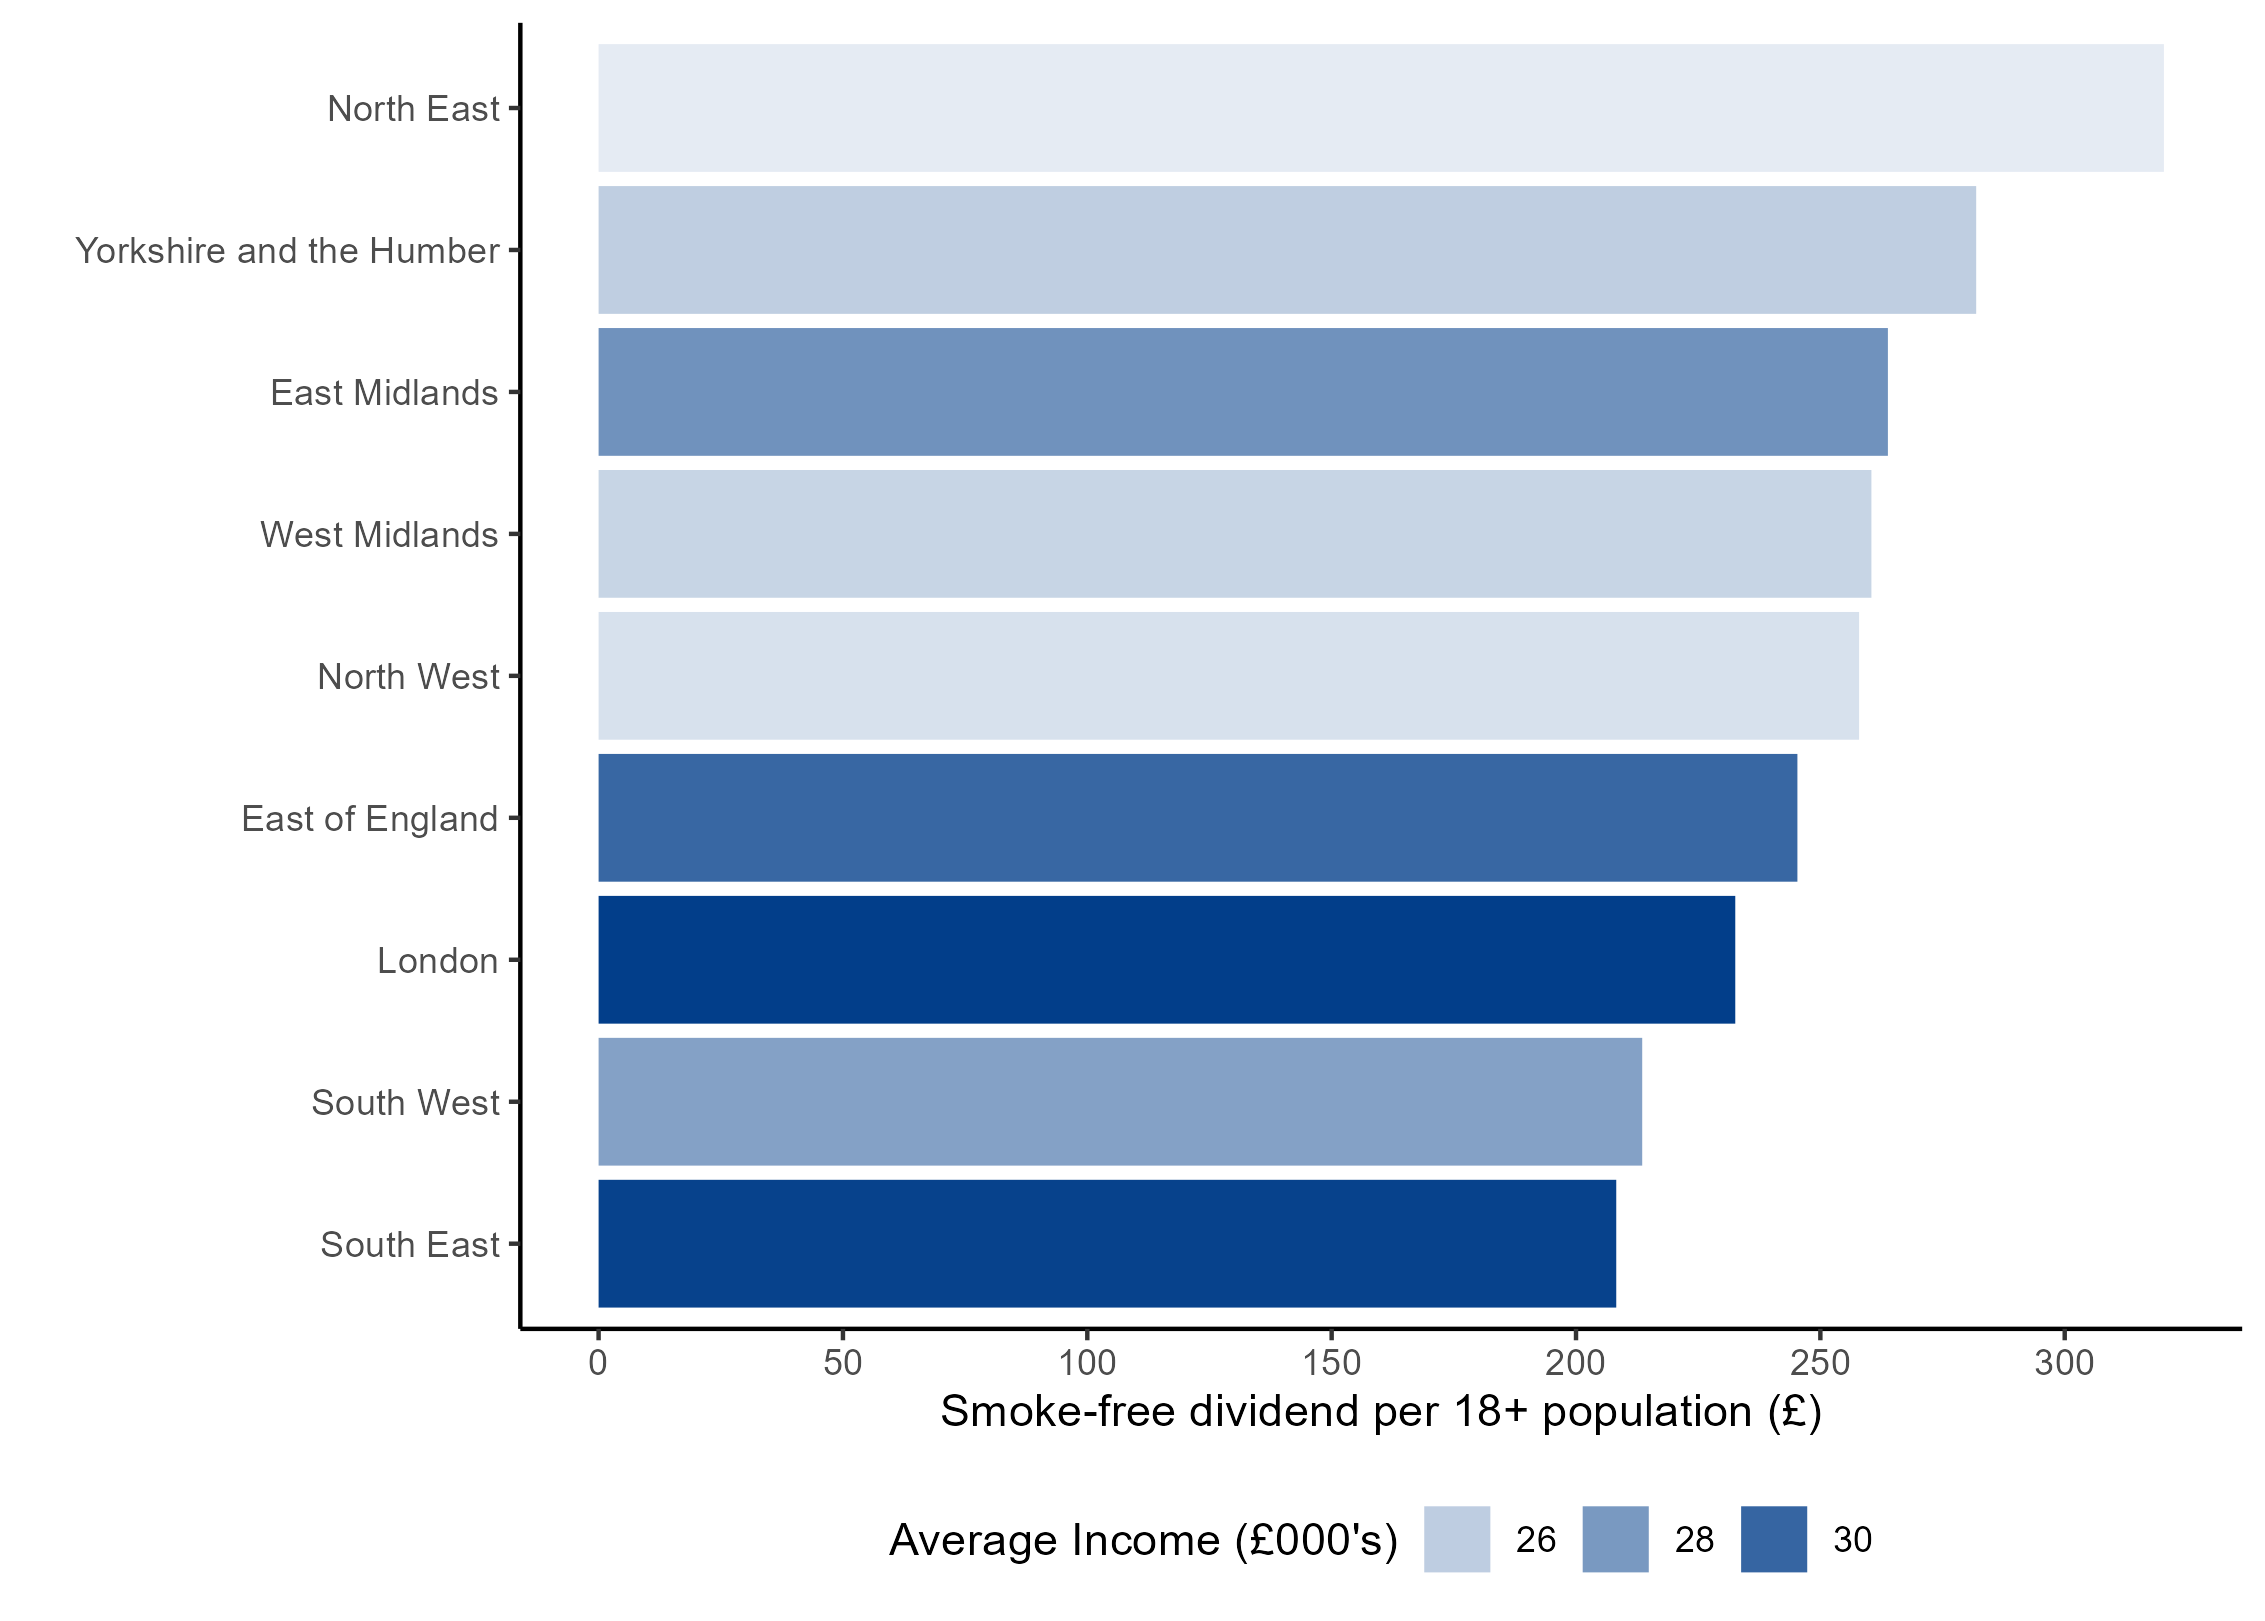 North East
Yorkshire and the Humber
East Midlands
West Midlands
North West
East of England
London
South West
South East
0 50 100 150 200 250 300
Smoke-free dividend per 18+ population (£)
Average Income (£000's) 26 28 30